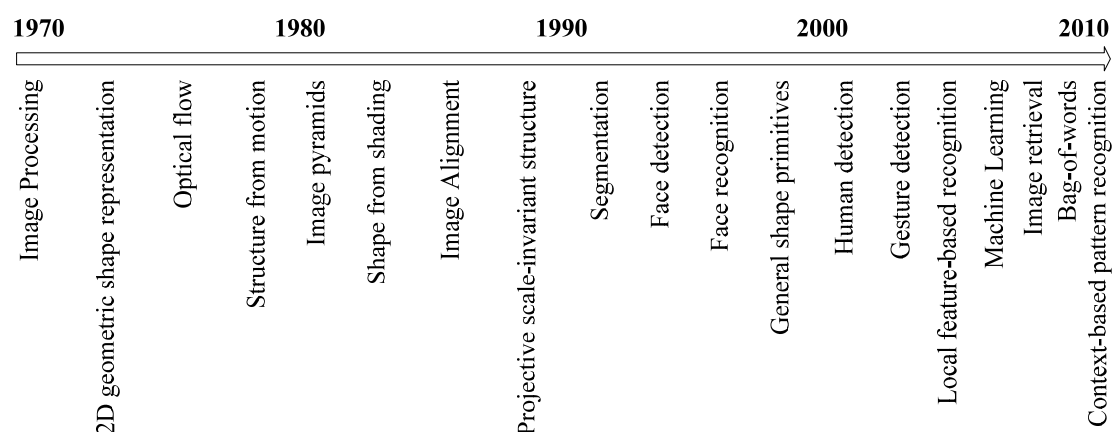 1970 1980 1990 2000 2010
Image Processing
2D geometric shape representation
Optical flow
Structure from motion
Image pyramids
Shape from shading
Image Alignment
Projective scale-invariant structure
Segmentation
Face detection
Face recognition
General shape primitives
Human detection
Gesture detection
Local feature-based recognition
Machine Learning
Image retrieval
Bag-of-words
Context-based pattern recognition